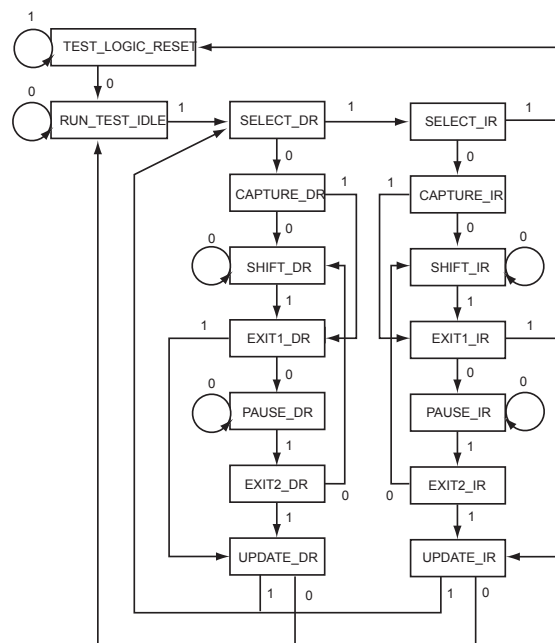 1
TEST_LOGIC_RESET
0
0
RUN_TEST_IDLE
1
SELECT_DR
1
SELECT_IR
1
0
0
CAPTURE_DR
1
1
CAPTURE_IR
0
0
0
SHIFT_DR
SHIFT_IR
0
1
1
1
EXIT1_DR
EXIT1_IR
1
0
0
0
PAUSE_DR
PAUSE_IR
0
1
1
EXIT2_DR
0
0
EXIT2_IR
1
1
UPDATE_DR
UPDATE_IR
1
0
1
0